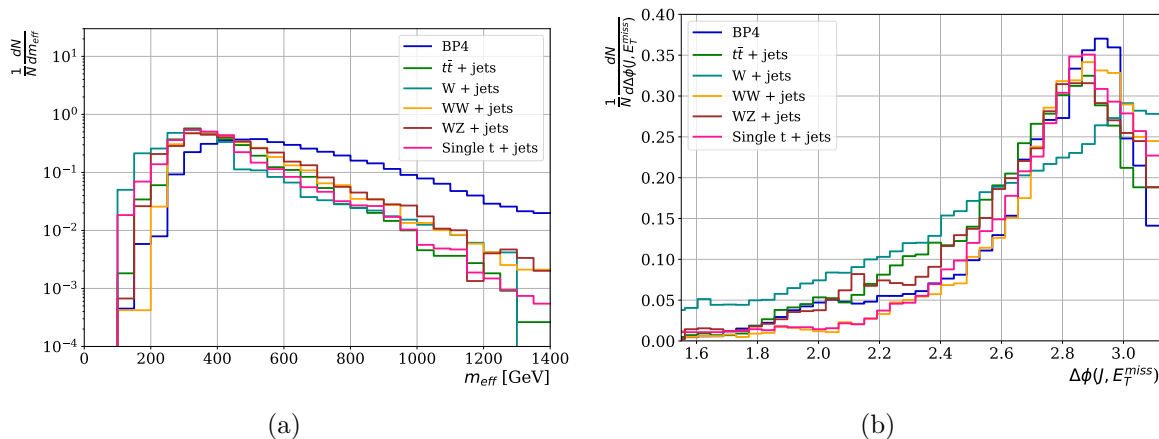 1/N dN/dm_eff
10^1
10^0
10^−1
10^−2
10^−3
10^−4
0 200 400 600 800 1000 1200 1400
m_eff [GeV]
BP4
tt̄ + jets
W + jets
WW + jets
WZ + jets
Single t + jets
(a)
1/N dN/dΔϕ(J, E_T^miss)
0.40
0.35
0.30
0.25
0.20
0.15
0.10
0.05
0.00
1.6 1.8 2.0 2.2 2.4 2.6 2.8 3.0
Δϕ(J, E_T^miss)
BP4
tt̄ + jets
W + jets
WW + jets
WZ + jets
Single t + jets
(b)